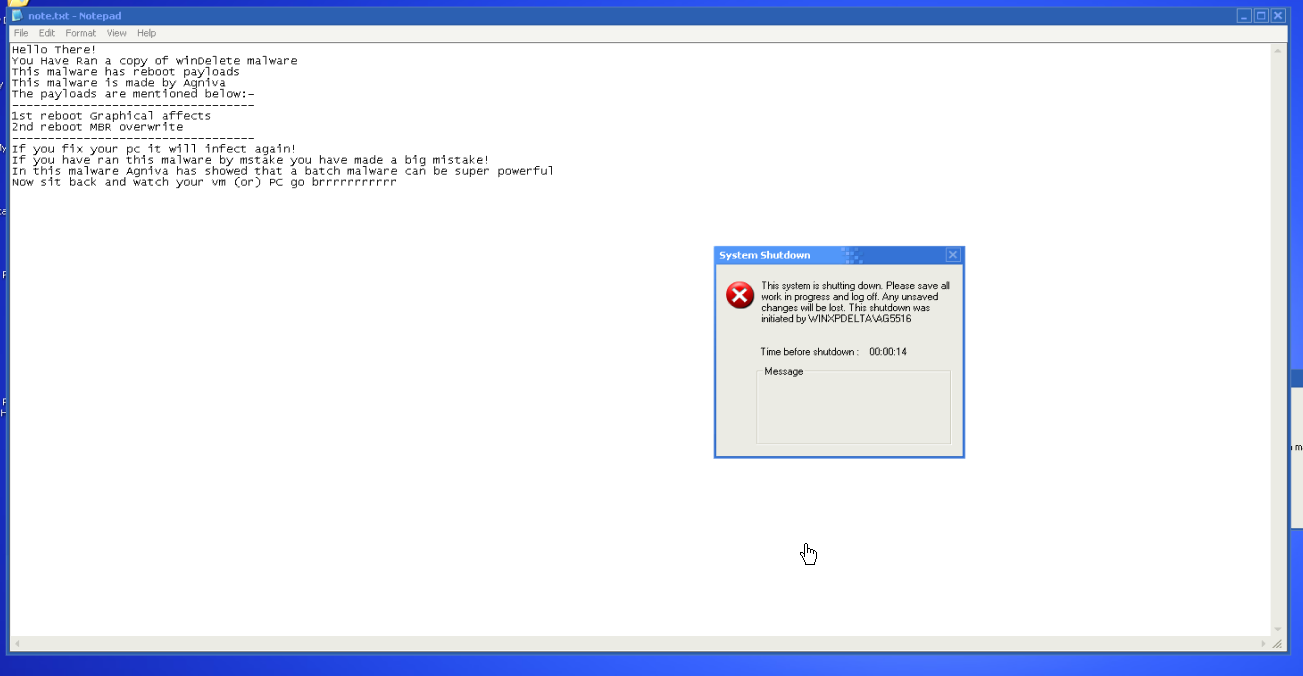 note.txt - Notepad
File Edit Format View Help
Hello There!
You Have Ran a copy of winDelete malware
This malware has reboot payloads
This malware is made by Agniva
The payloads are mentioned below:-
----------------------------------
1st reboot Graphical affects
2nd reboot MBR overwrite
----------------------------------
If you fix your pc it will infect again!
If you have ran this malware by mstake you have made a big mistake!
In this malware Agniva has showed that a batch malware can be super powerful
Now sit back and watch your vm (or) PC go brrrrrrrrrrr
System Shutdown
This system is shutting down. Please save all
work in progress and log off. Any unsaved
changes will be lost. This shutdown was
initiated by WINXPDELTA\AG5516
Time before shutdown : 00:00:14
Message